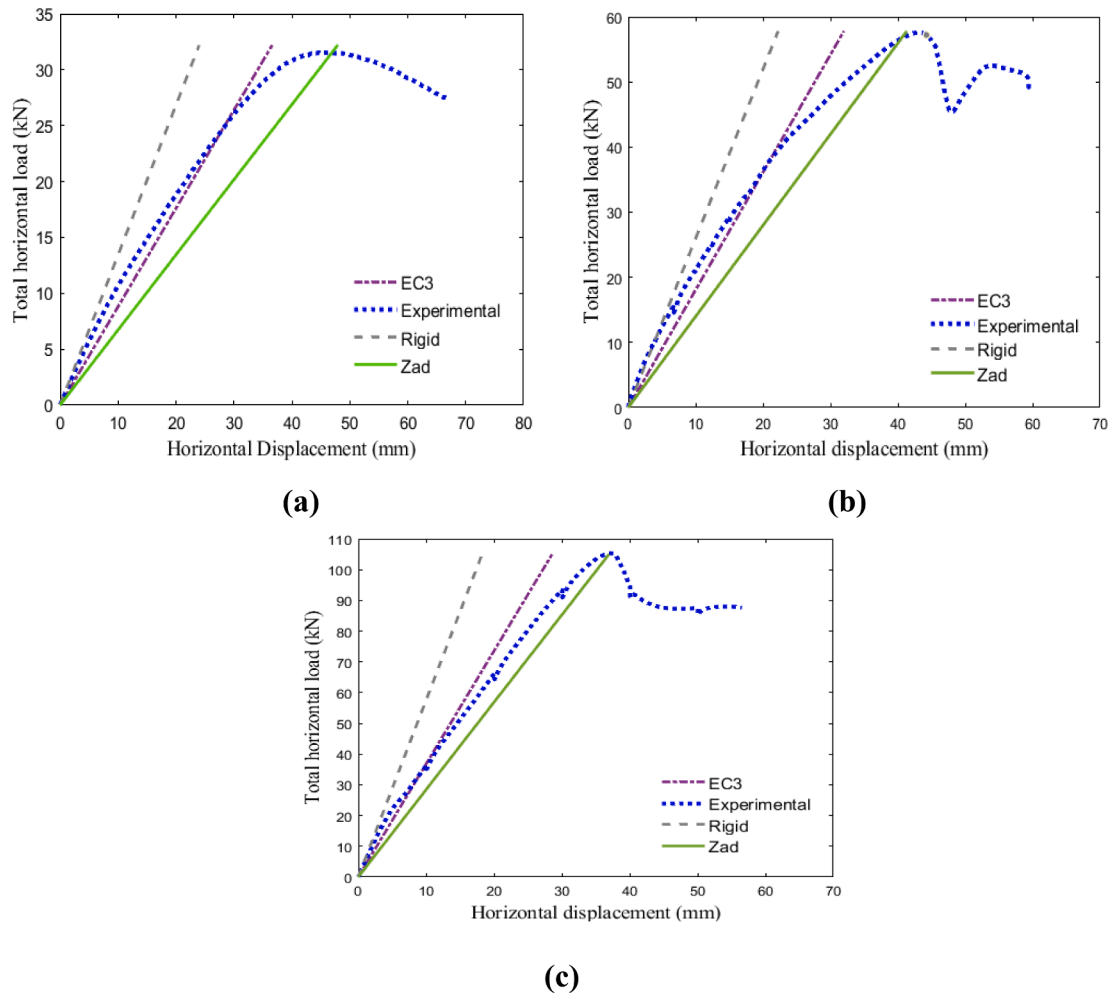 35
30
25
20
15
10
5
0
Total horizontal load (kN)
EC3
Experimental
Rigid
Zad
0 10 20 30 40 50 60 70 80
Horizontal Displacement (mm)
(a)
60
50
40
30
20
10
0
Total horizontal load (kN)
EC3
Experimental
Rigid
Zad
0 10 20 30 40 50 60 70
Horizontal displacement (mm)
(b)
110
100
90
80
70
60
50
40
30
20
10
0
Total horizontal load (kN)
EC3
Experimental
Rigid
Zad
0 10 20 30 40 50 60 70
Horizontal displacement (mm)
(c)